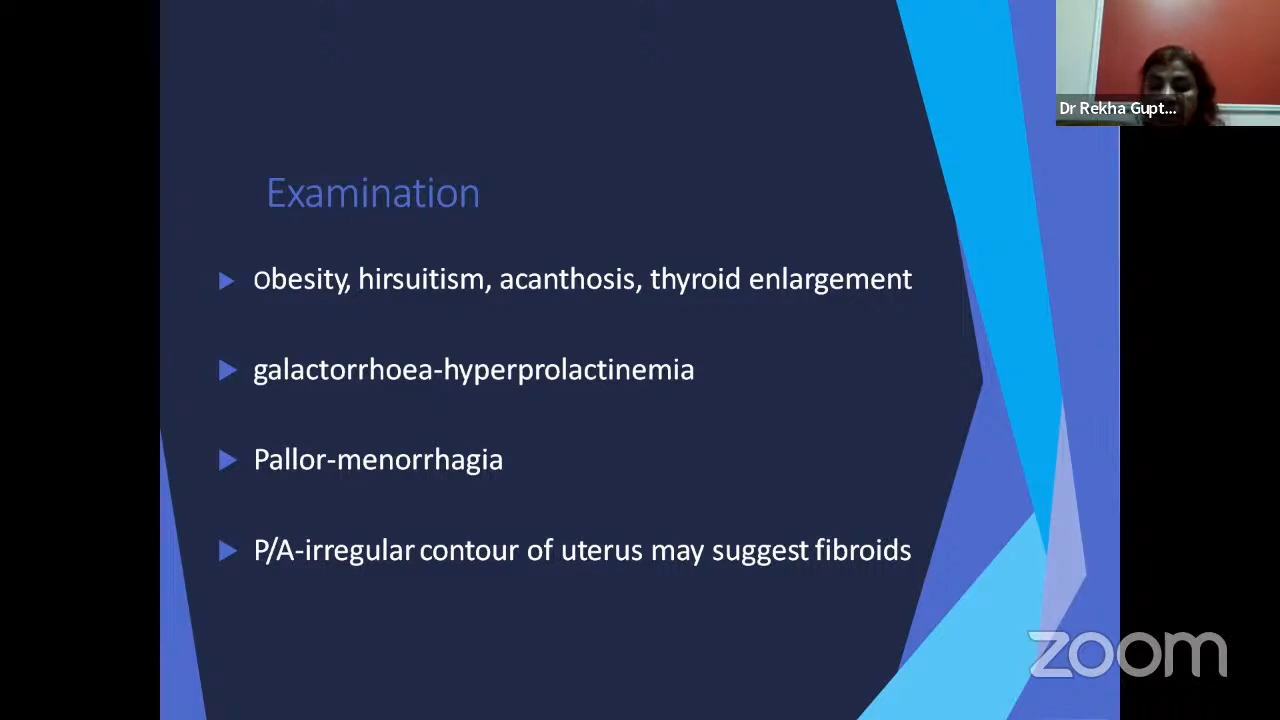 Dr Rekha Gupt...
Examination
Obesity, hirsuitism, acanthosis, thyroid enlargement
galactorrhoea-hyperprolactinemia
Pallor-menorrhagia
P/A-irregular contour of uterus may suggest fibroids
zoom